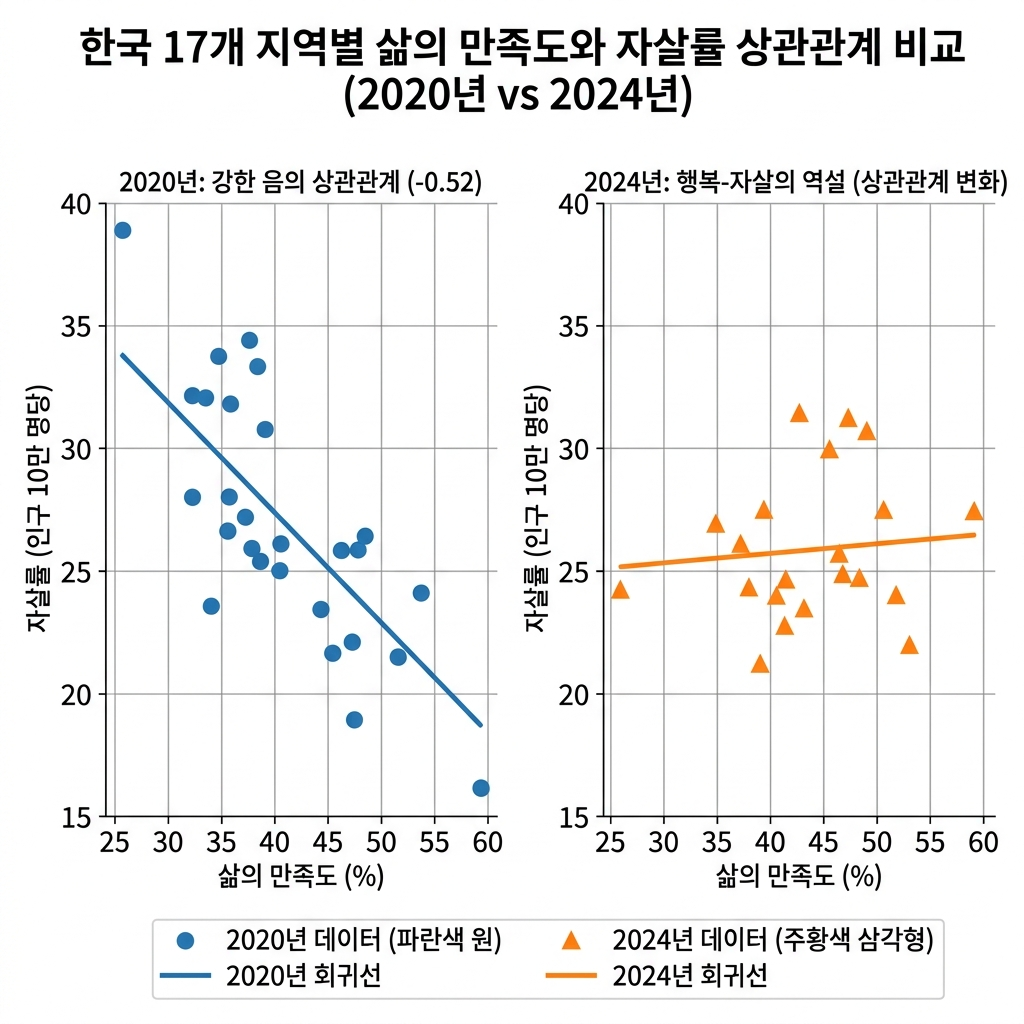 한국 17개 지역별 삶의 만족도와 자살률 상관관계 비교
(2020년 vs 2024년)
2020년: 강한 음의 상관관계 (-0.52)
40
35
30
25
20
15
자살률 (인구 10만 명당)
25 30 35 40 45 50 55 60
삶의 만족도 (%)
2024년: 행복-자살의 역설 (상관관계 변화)
40
35
30
25
20
15
자살률 (인구 10만 명당)
25 30 35 40 45 50 55 60
삶의 만족도 (%)
2020년 데이터 (파란색 원)
2020년 회귀선
2024년 데이터 (주황색 삼각형)
2024년 회귀선